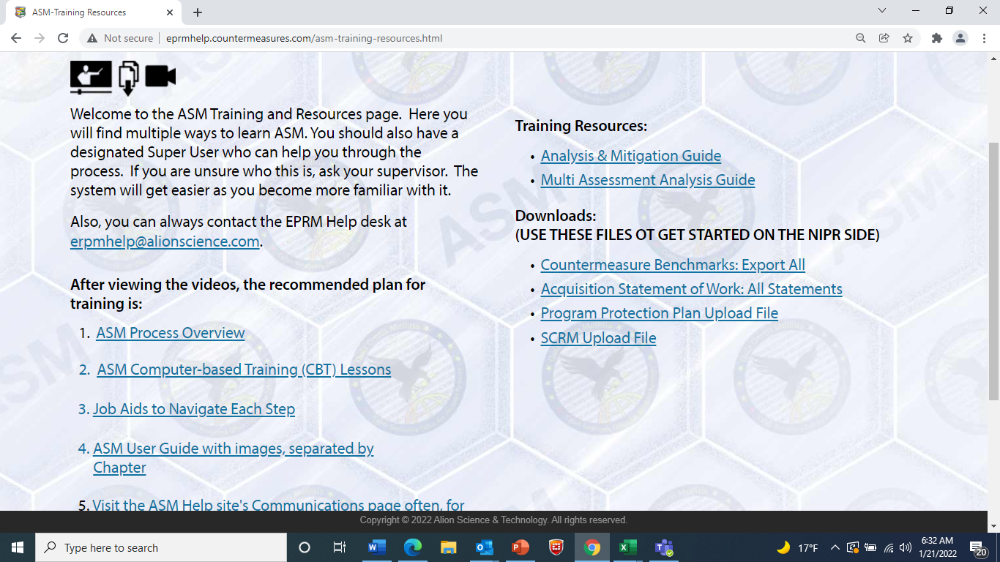 ASM-Training Resources
Not secure
eprmhelp.countermeasures.com/asm-training-resources.html
Welcome to the ASM Training and Resources page.  Here you
will find multiple ways to learn ASM. You should also have a
designated Super User who can help you through the
process.  If you are unsure who this is, ask your supervisor.  The
system will get easier as you become more familiar with it.
Also, you can always contact the EPRM Help desk at
erpmhelp@alionscience.com.
After viewing the videos, the recommended plan for
training is:
1. ASM Process Overview
2. ASM Computer-based Training (CBT) Lessons
3. Job Aids to Navigate Each Step
4. ASM User Guide with images, separated by
Chapter
5. Visit the ASM Help site's Communications page often, for
Training Resources:
• Analysis & Mitigation Guide
• Multi Assessment Analysis Guide
Downloads:
(USE THESE FILES OT GET STARTED ON THE NIPR SIDE)
• Countermeasure Benchmarks: Export All
• Acquisition Statement of Work: All Statements
• Program Protection Plan Upload File
• SCRM Upload File
ASM
ASM
ASM
ASM
Copyright © 2022 Alion Science & Technology. All rights reserved.
Type here to search
17°F
6:32 AM
1/21/2022
20